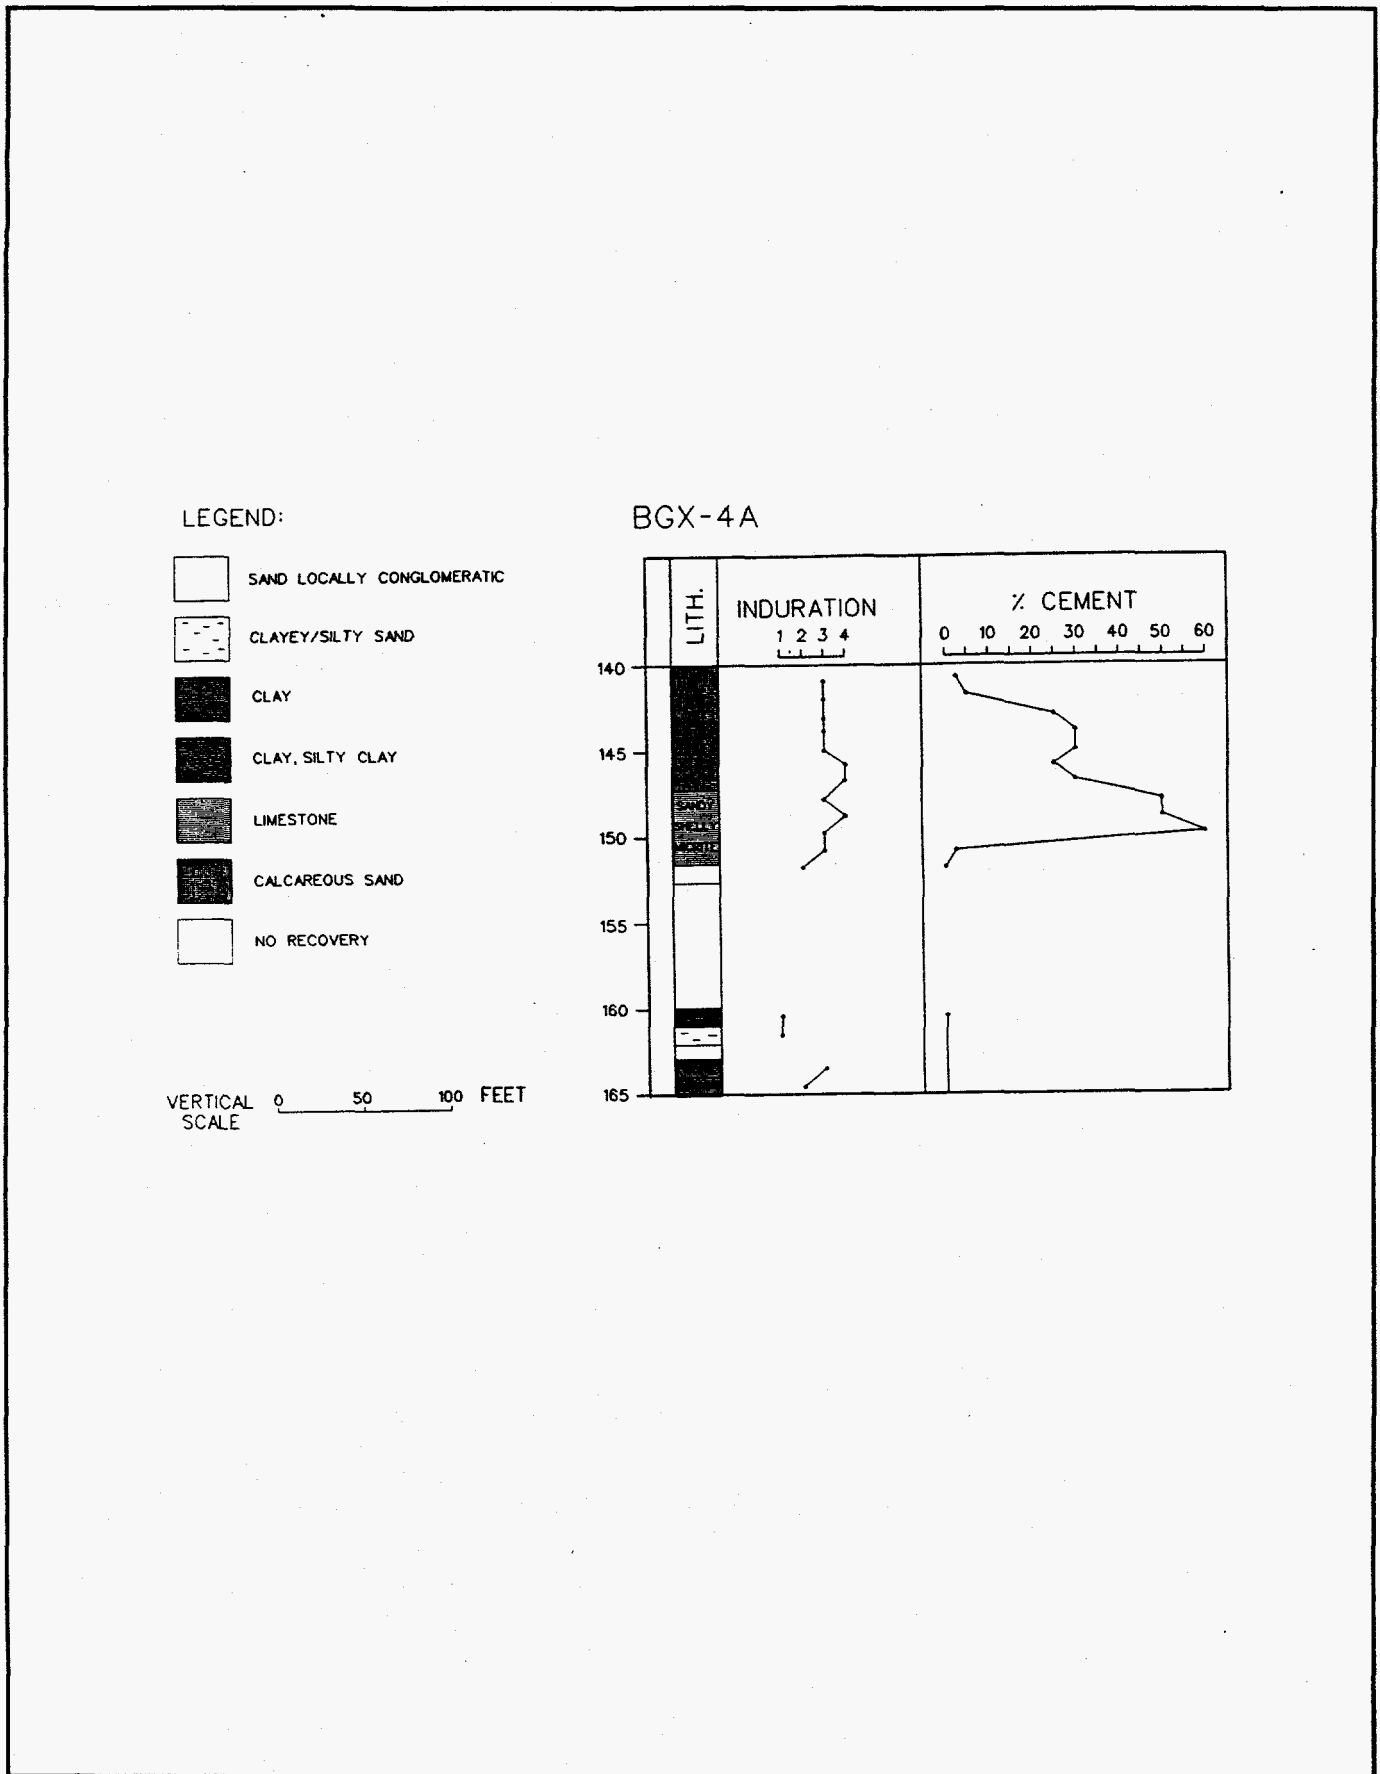 LEGEND:
SAND LOCALLY CONGLOMERATIC
CLAYEY/SILTY SAND
CLAY
CLAY, SILTY CLAY
LIMESTONE
CALCAREOUS SAND
NO RECOVERY
VERTICAL SCALE
0 50 100 FEET
BGX-4A
LITH.
INDURATION
1 2 3 4
% CEMENT
0 10 20 30 40 50 60
140
145
SANDY
SHELLY
150
155
160
165